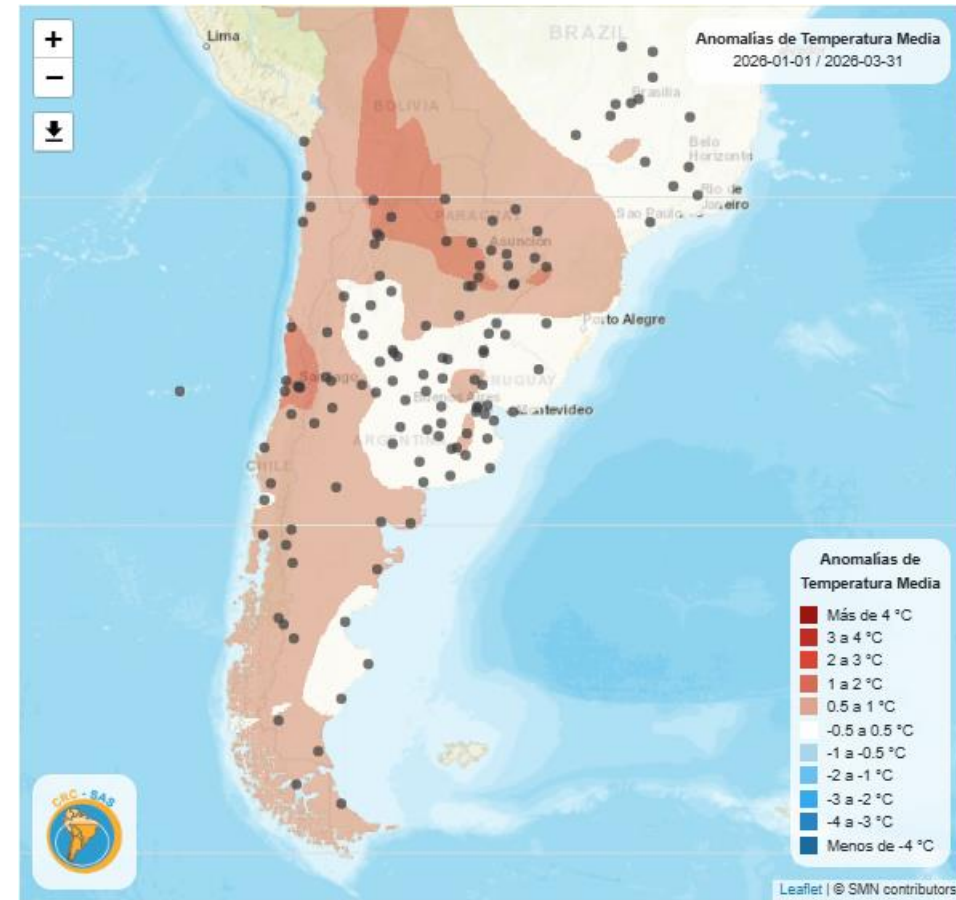 +
−
Lima
BRAZIL
Anomalías de Temperatura Media
2026-01-01 / 2026-03-31
Brasilia
BOLIVIA
Belo
Horizonte
Rio de
Janeiro
Sao Paulo
PARAGUAY
Asunción
Porto Alegre
Santiago
URUGUAY
Buenos Aires
Montevideo
ARGENTINA
CHILE
Anomalías de
Temperatura Media
Más de 4 °C
3 a 4 °C
2 a 3 °C
1 a 2 °C
0.5 a 1 °C
-0.5 a 0.5 °C
-1 a -0.5 °C
-2 a -1 °C
-3 a -2 °C
-4 a -3 °C
Menos de -4 °C
CRC - SAS
Leaflet | © SMN contributors